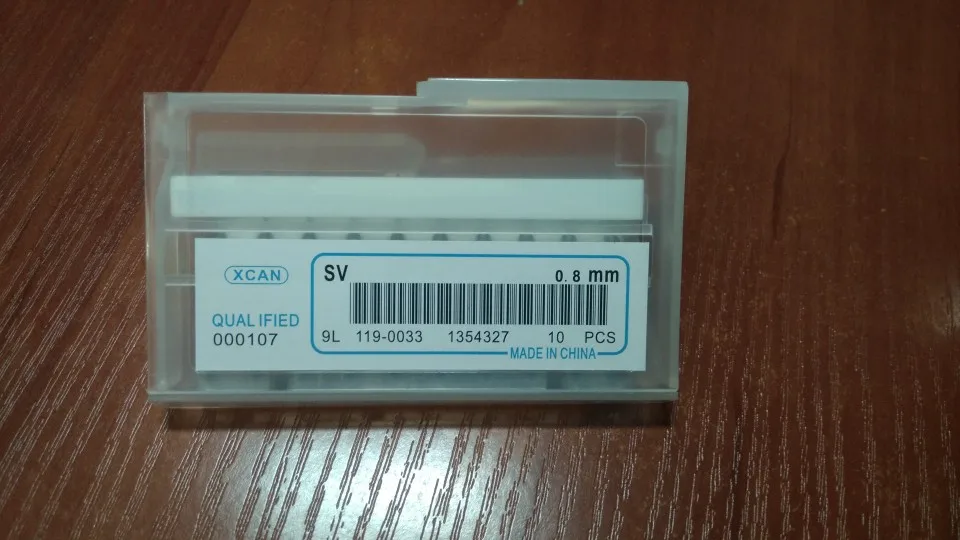 XCAN
QUALIFIED
000107
SV 0.8 mm
9L 119-0033 1354327 10 PCS
MADE IN CHINA